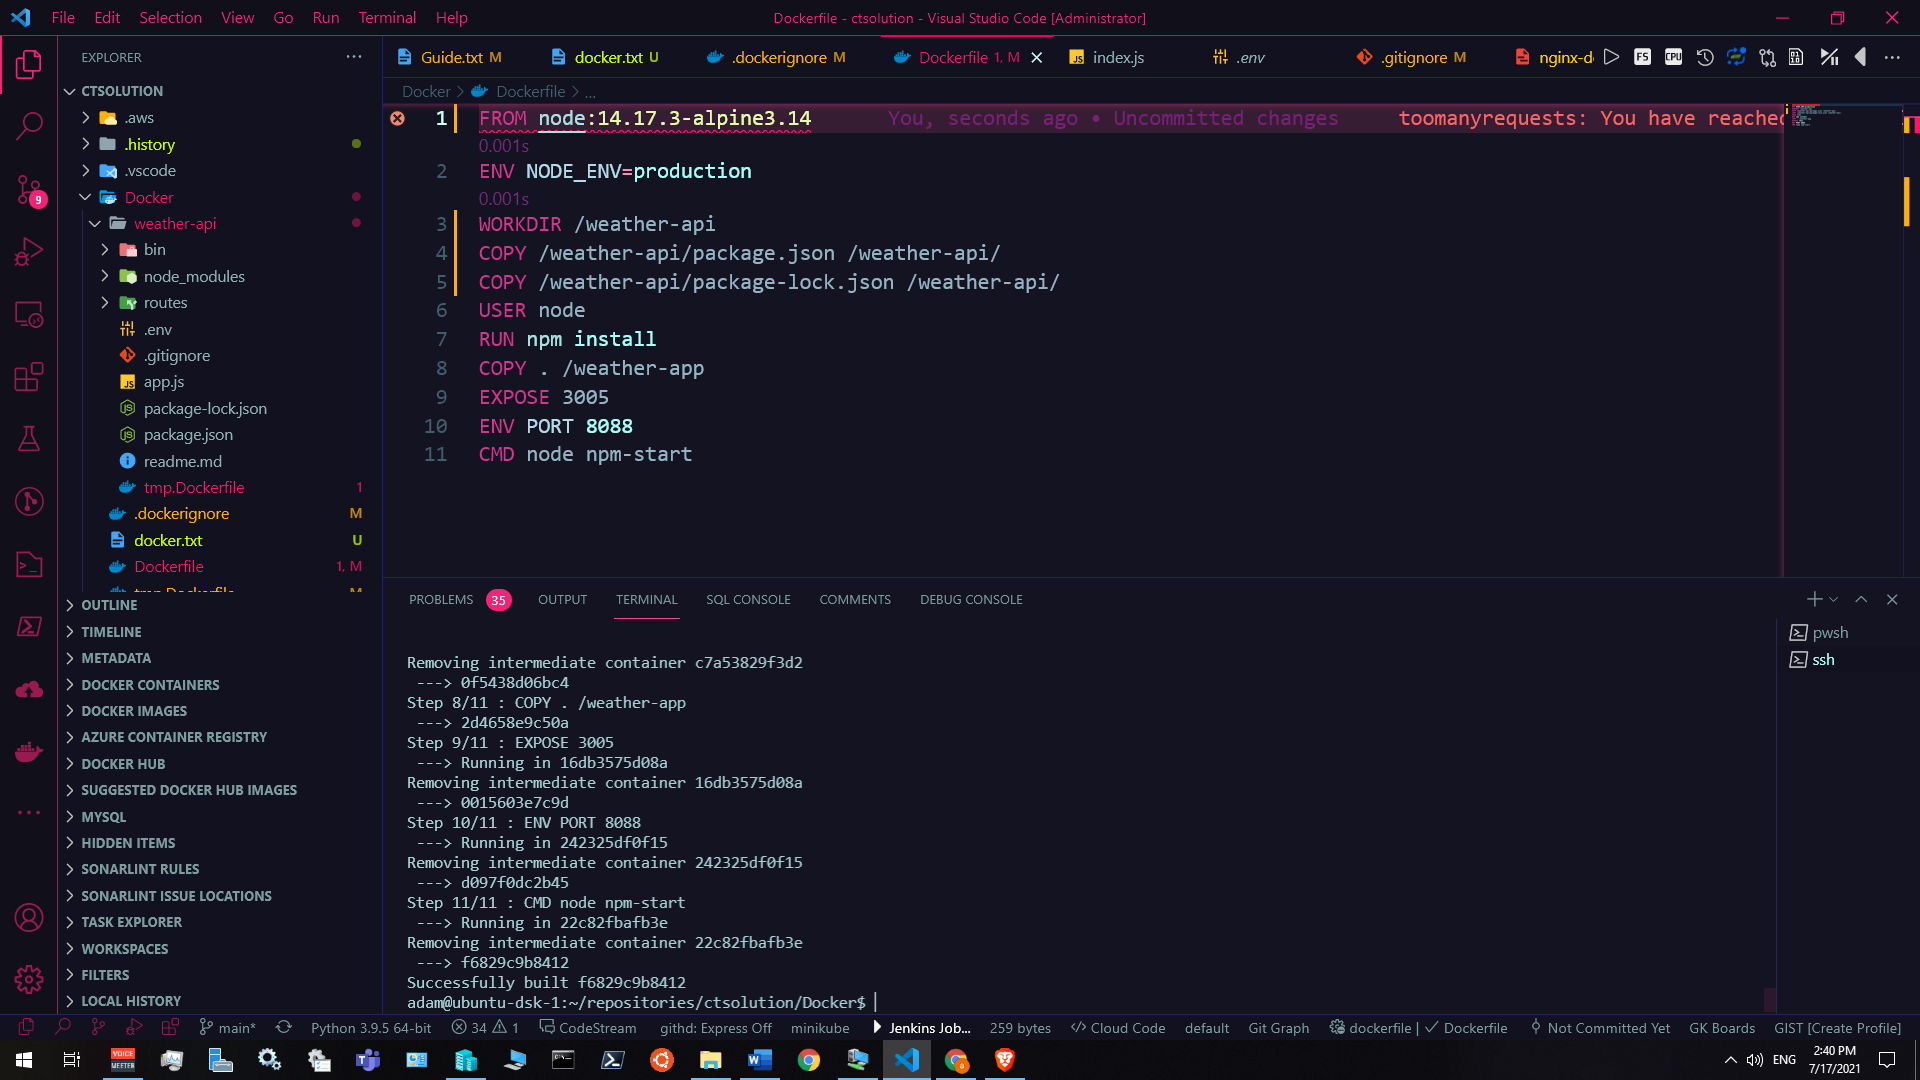 File Edit Selection View Go Run Terminal Help
Dockerfile - ctsolution - Visual Studio Code [Administrator]
EXPLORER
Guide.txt M
docker.txt U
.dockerignore M
Dockerfile 1, M
index.js
.env
.gitignore M
nginx-d
CTSOLUTION
.aws
.history
.vscode
Docker
weather-api
bin
node_modules
routes
.env
.gitignore
app.js
package-lock.json
package.json
readme.md
tmp.Dockerfile 1
.dockerignore M
docker.txt U
Dockerfile 1, M
tmp.Dockerfile M
OUTLINE
TIMELINE
METADATA
DOCKER CONTAINERS
DOCKER IMAGES
AZURE CONTAINER REGISTRY
DOCKER HUB
SUGGESTED DOCKER HUB IMAGES
MYSQL
HIDDEN ITEMS
SONARLINT RULES
SONARLINT ISSUE LOCATIONS
TASK EXPLORER
WORKSPACES
FILTERS
LOCAL HISTORY
9
Docker > Dockerfile > ...
1 FROM node:14.17.3-alpine3.14 You, seconds ago • Uncommitted changes toomanyrequests: You have reached
0.001s
2 ENV NODE_ENV=production
0.001s
3 WORKDIR /weather-api
4 COPY /weather-api/package.json /weather-api/
5 COPY /weather-api/package-lock.json /weather-api/
6 USER node
7 RUN npm install
8 COPY . /weather-app
9 EXPOSE 3005
10 ENV PORT 8088
11 CMD node npm-start
PROBLEMS 35 OUTPUT TERMINAL SQL CONSOLE COMMENTS DEBUG CONSOLE
pwsh
ssh
Removing intermediate container c7a53829f3d2
---> 0f5438d06bc4
Step 8/11 : COPY . /weather-app
---> 2d4658e9c50a
Step 9/11 : EXPOSE 3005
---> Running in 16db3575d08a
Removing intermediate container 16db3575d08a
---> 0015603e7c9d
Step 10/11 : ENV PORT 8088
---> Running in 242325df0f15
Removing intermediate container 242325df0f15
---> d097f0dc2b45
Step 11/11 : CMD node npm-start
---> Running in 22c82fbafb3e
Removing intermediate container 22c82fbafb3e
---> f6829c9b8412
Successfully built f6829c9b8412
adam@ubuntu-dsk-1:~/repositories/ctsolution/Docker$
main* Python 3.9.5 64-bit 34 1 CodeStream githd: Express Off minikube Jenkins Job... 259 bytes Cloud Code default Git Graph dockerfile | Dockerfile Not Committed Yet GK Boards GIST [Create Profile]
VOICE MEETER
ENG
2:40 PM
7/17/2021